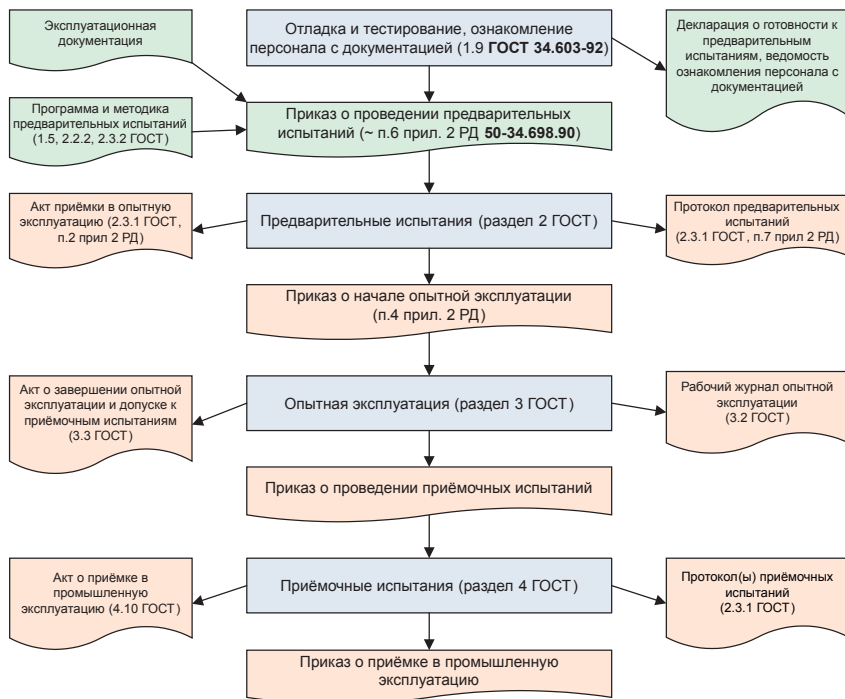 Эксплуатационная
документация
Отладка и тестирование, ознакомление
персонала с документацией (1.9 ГОСТ 34.603-92)
Декларация о готовности к
предварительным
испытаниям, ведомость
ознакомления персонала с
документацией
Программа и методика
предварительных испытаний
(1.5, 2.2.2, 2.3.2 ГОСТ)
Приказ о проведении предварительных
испытаний (~ п.6 прил. 2 РД 50-34.698.90)
Акт приёмки в опытную
эксплуатацию (2.3.1 ГОСТ,
п.2 прил 2 РД)
Предварительные испытания (раздел 2 ГОСТ)
Протокол предварительных
испытаний
(2.3.1 ГОСТ, п.7 прил 2 РД)
Приказ о начале опытной эксплуатации
(п.4 прил. 2 РД)
Акт о завершении опытной
эксплуатации и допуске к
приёмочным испытаниям
(3.3 ГОСТ)
Опытная эксплуатация (раздел 3 ГОСТ)
Рабочий журнал опытной
эксплуатации
(3.2 ГОСТ)
Приказ о проведении приёмочных испытаний
Акт о приёмке в
промышленную
эксплуатацию (4.10 ГОСТ)
Приёмочные испытания (раздел 4 ГОСТ)
Протокол(ы) приёмочных
испытаний
(2.3.1 ГОСТ)
Приказ о приёмке в промышленную
эксплуатацию